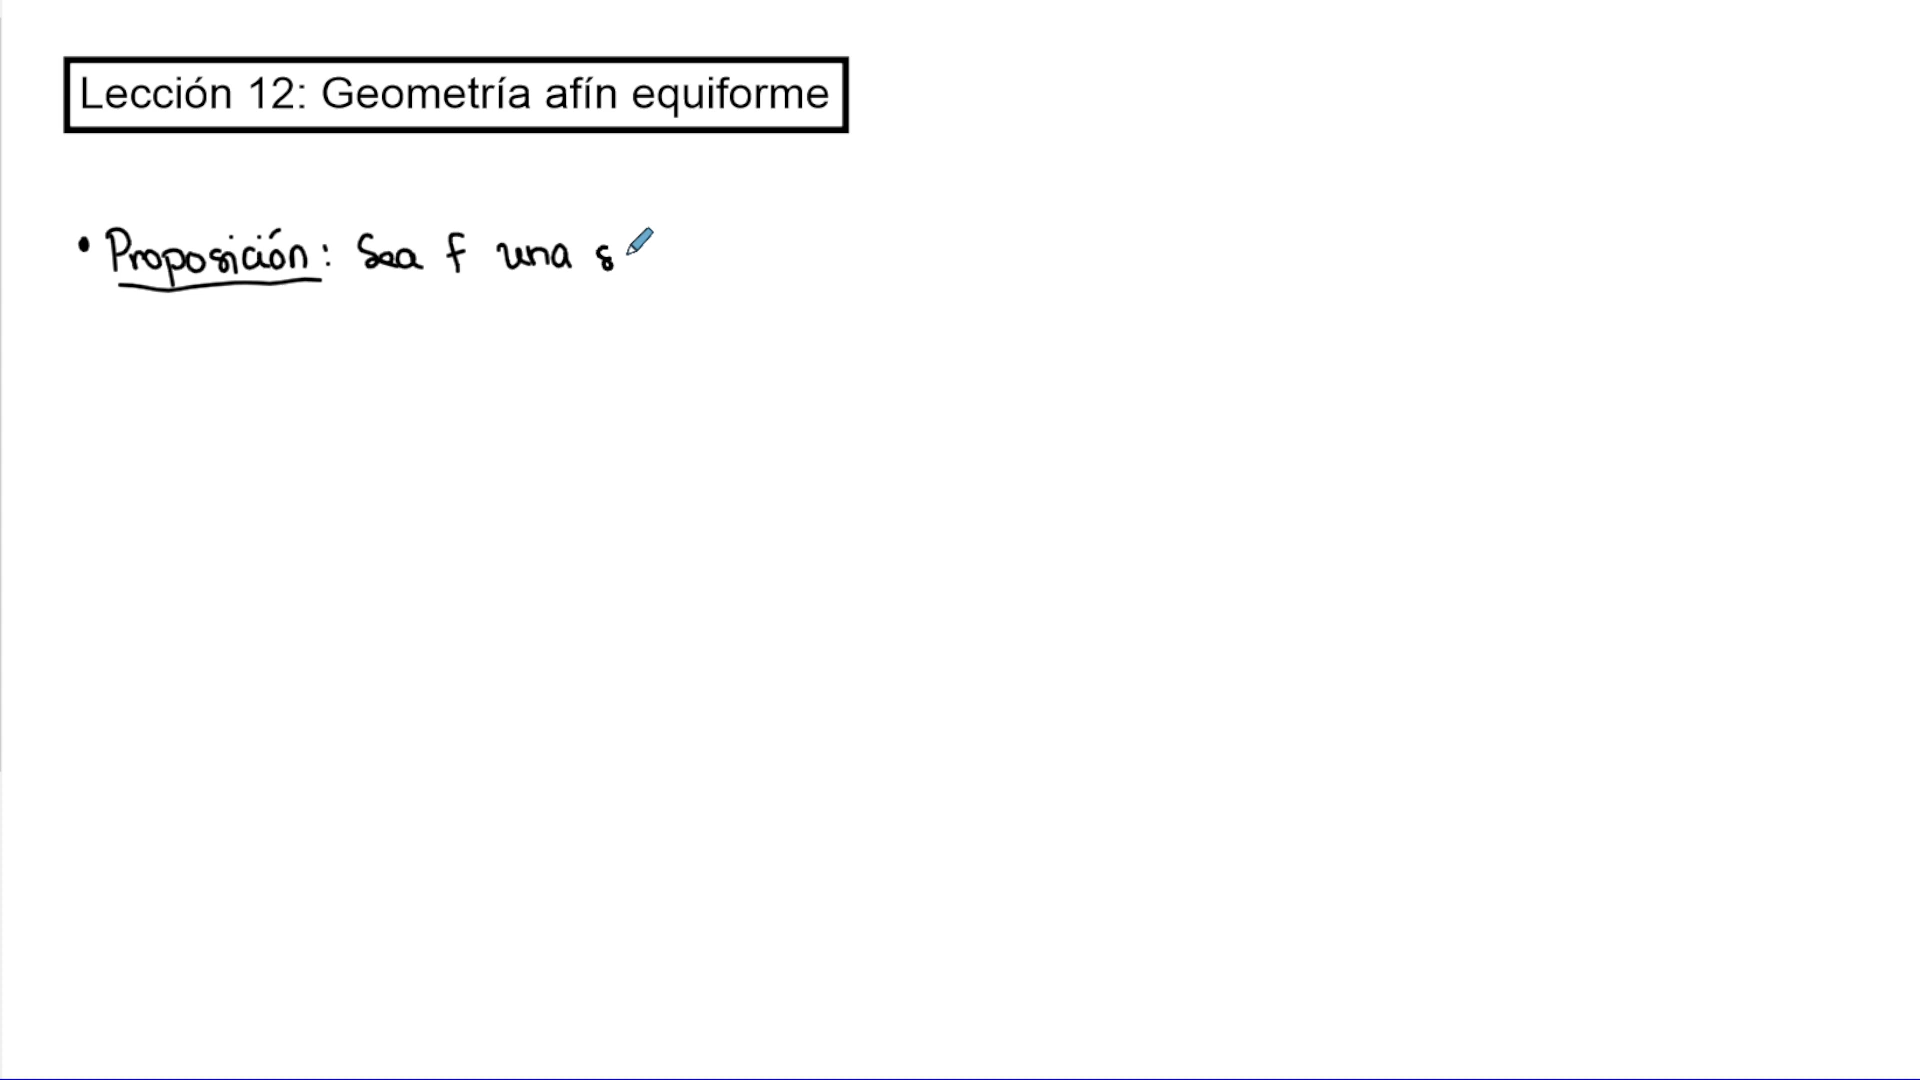 Lección 12: Geometría afín equiforme
• Proposición: Sea f una s